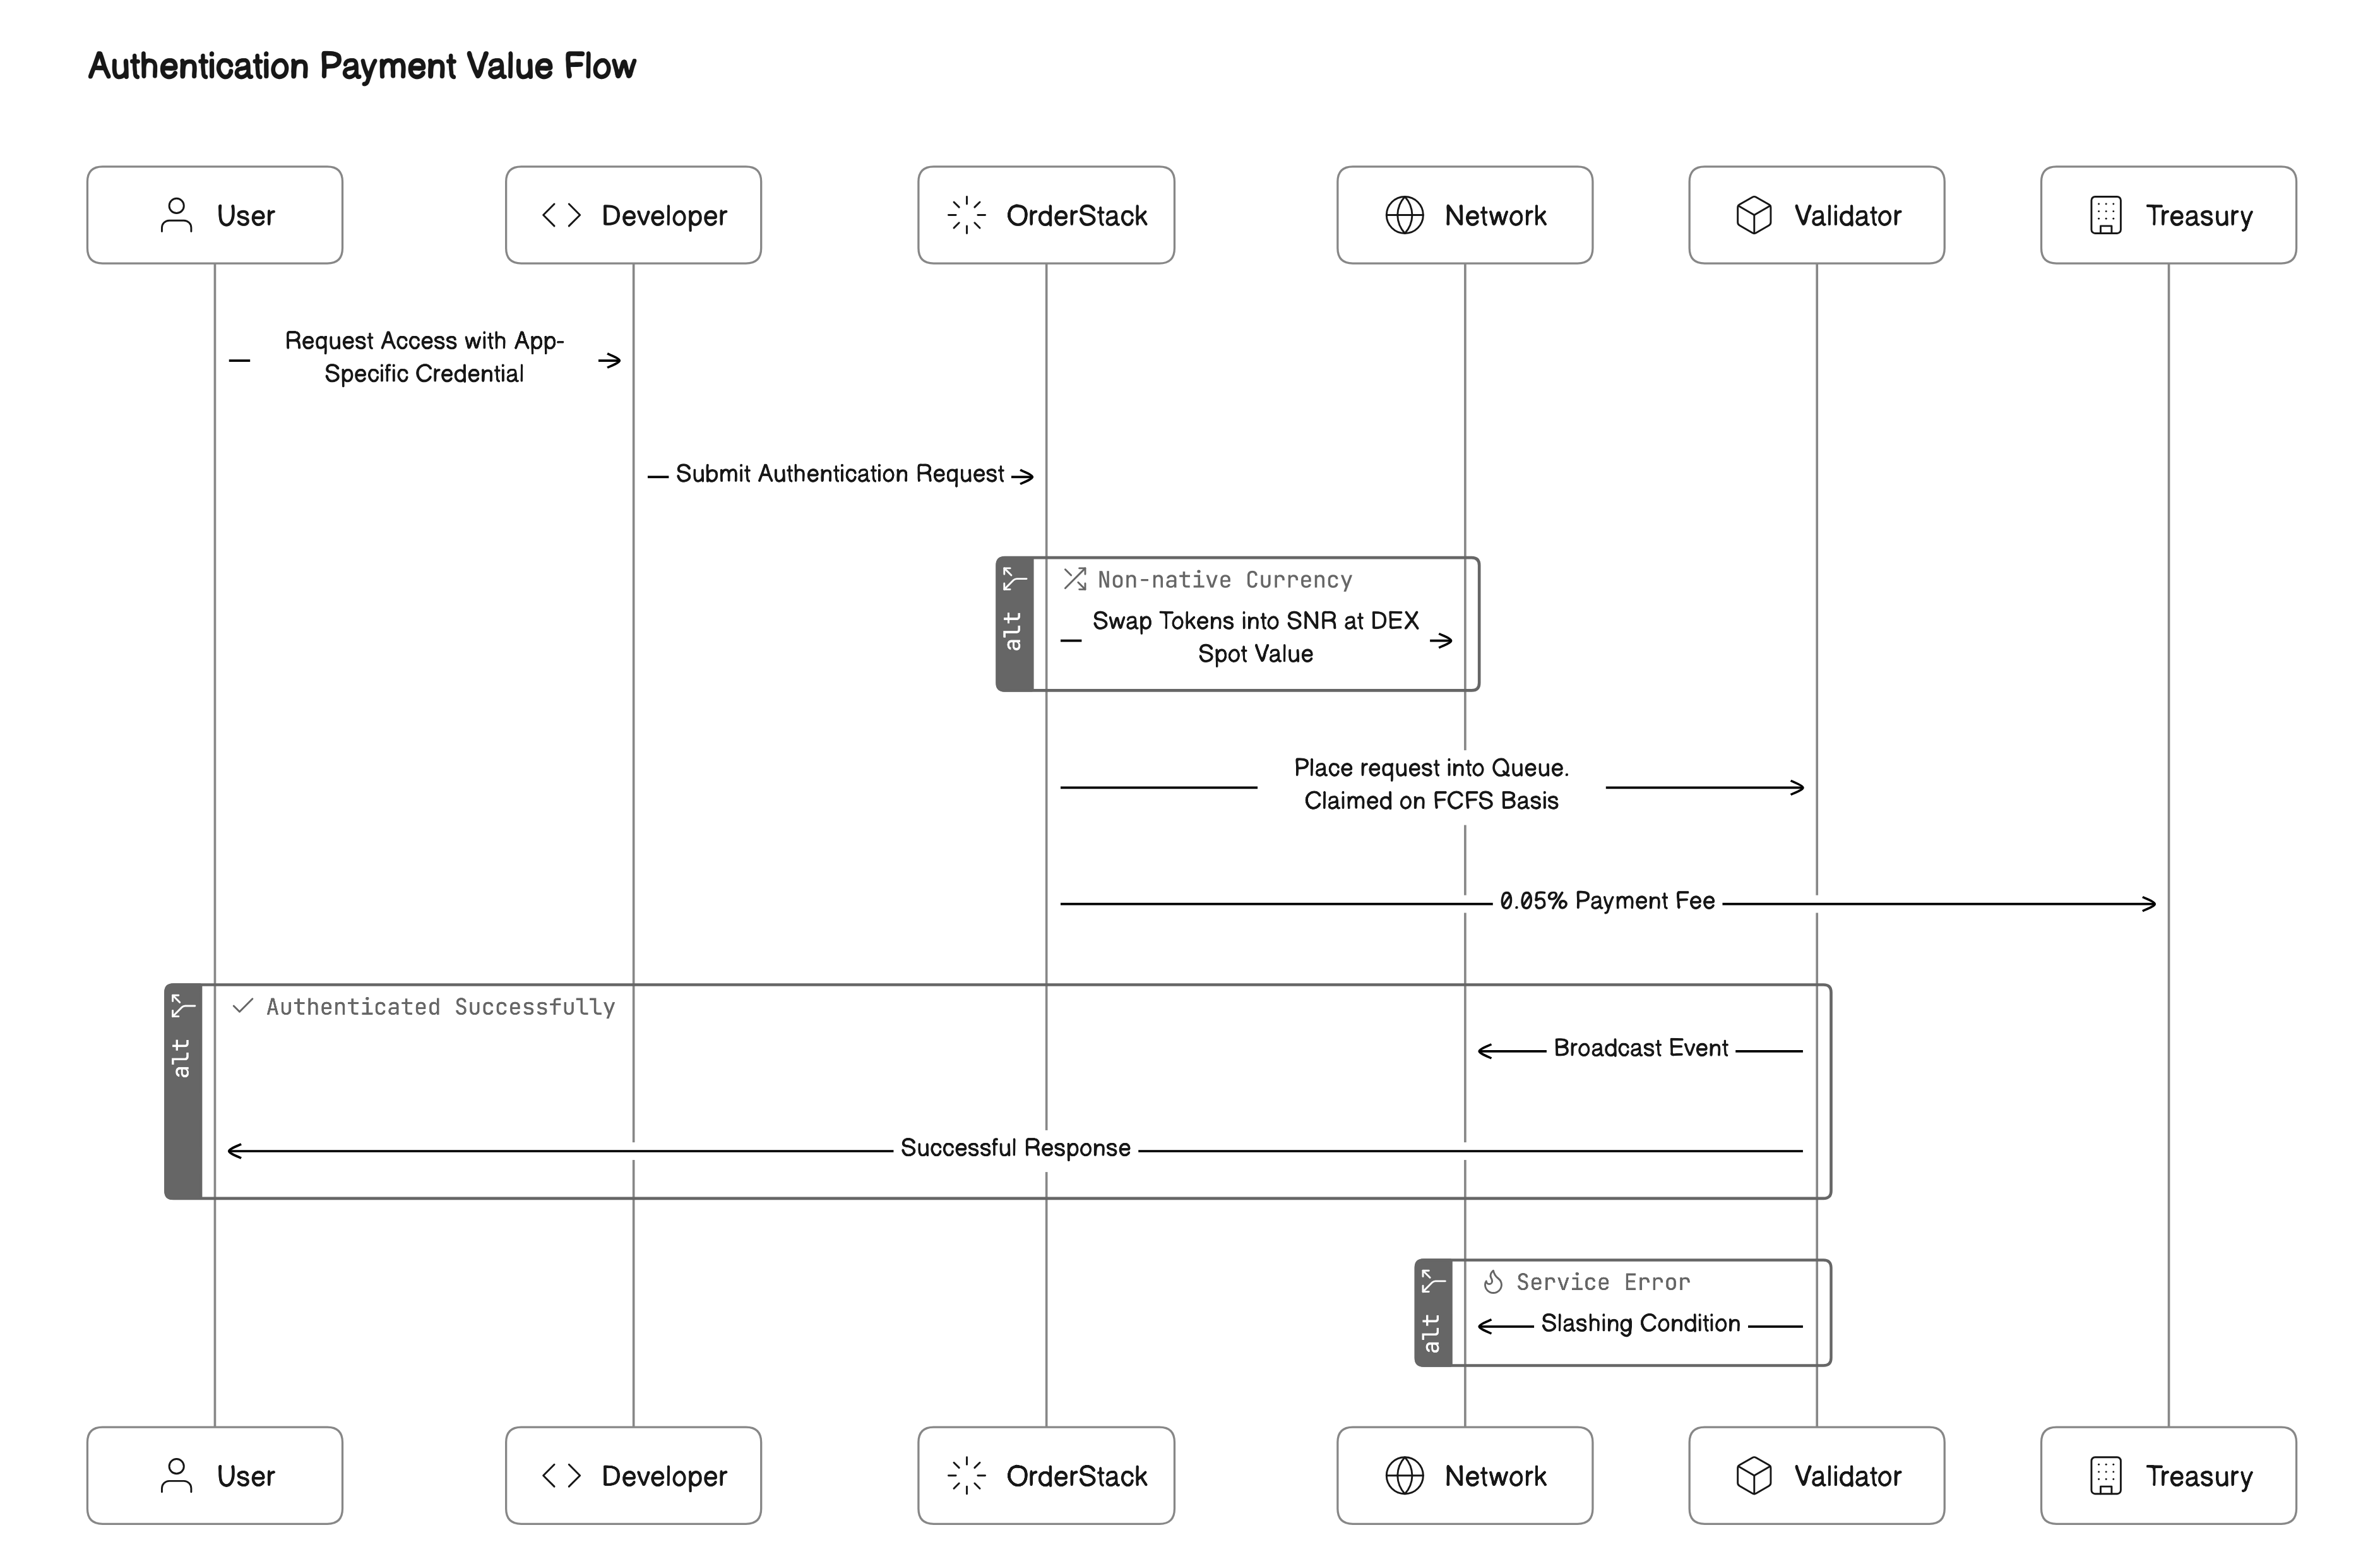 Authentication Payment Value Flow
User
Developer
OrderStack
Network
Validator
Treasury
Request Access with App-
Specific Credential
Submit Authentication Request
alt
Non-native Currency
Swap Tokens into SNR at DEX
Spot Value
Place request into Queue.
Claimed on FCFS Basis
0.05% Payment Fee
alt
Authenticated Successfully
Broadcast Event
Successful Response
alt
Service Error
Slashing Condition
User
Developer
OrderStack
Network
Validator
Treasury